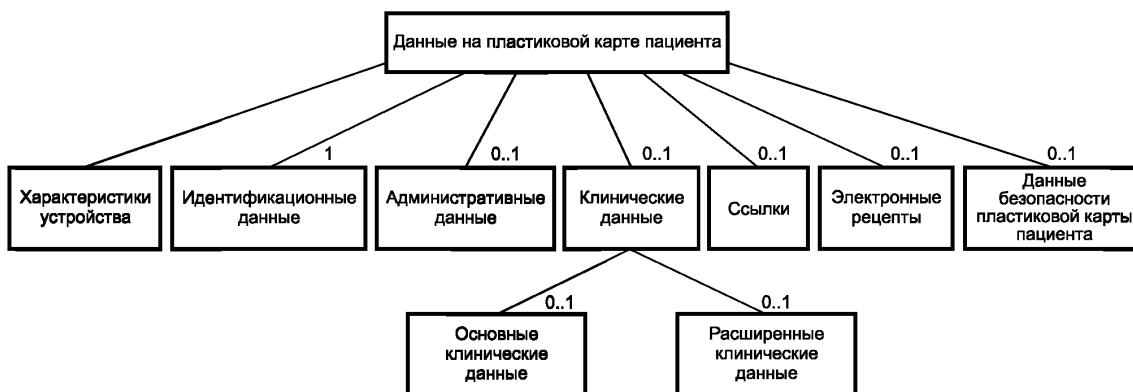 Данные на пластиковой карте пациента
1
0..1
0..1
0..1
0..1
0..1
Характеристики
устройства
Идентификационные
данные
Административные
данные
Клинические
данные
Ссылки
Электронные
рецепты
Данные
безопасности
пластиковой карты
пациента
0..1
0..1
Основные
клинические
данные
Расширенные
клинические
данные